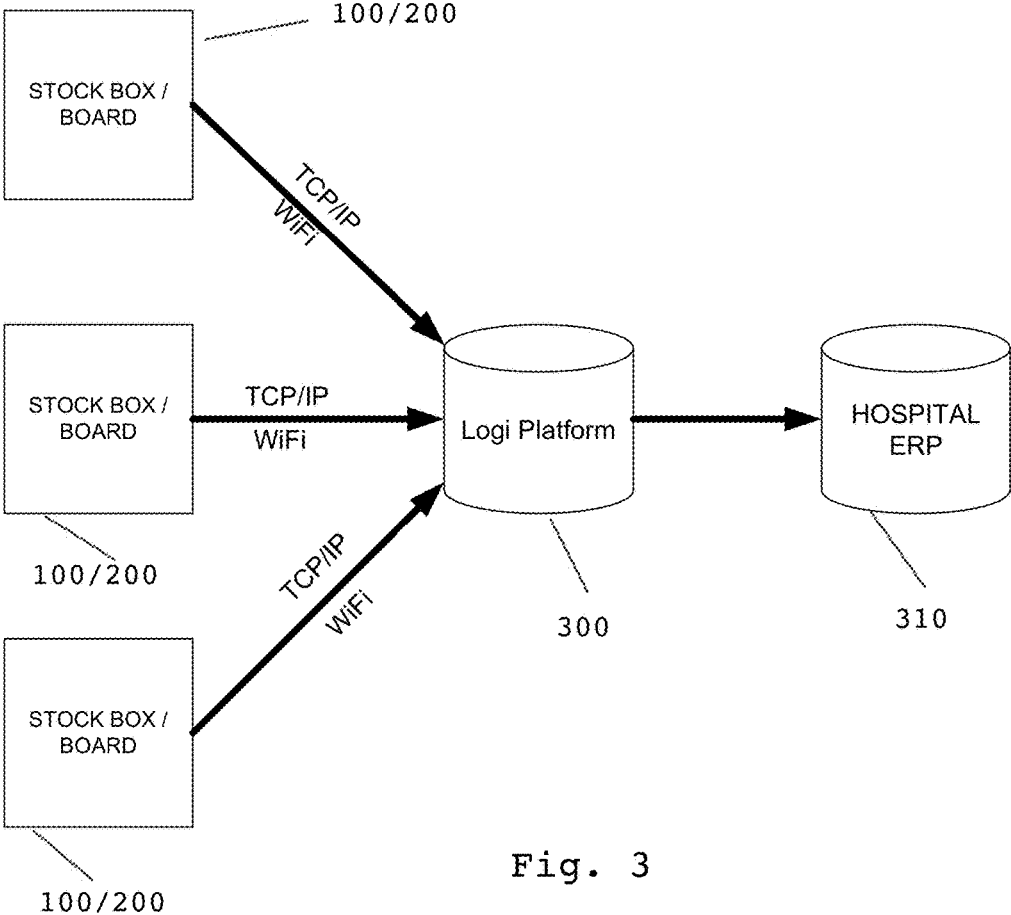 100/200
STOCK BOX /
BOARD
TCP/IP
WiFi
STOCK BOX /
BOARD
TCP/IP
WiFi
Logi Platform
HOSPITAL
ERP
100/200
TCP/IP
WiFi
300
310
STOCK BOX /
BOARD
100/200
Fig. 3